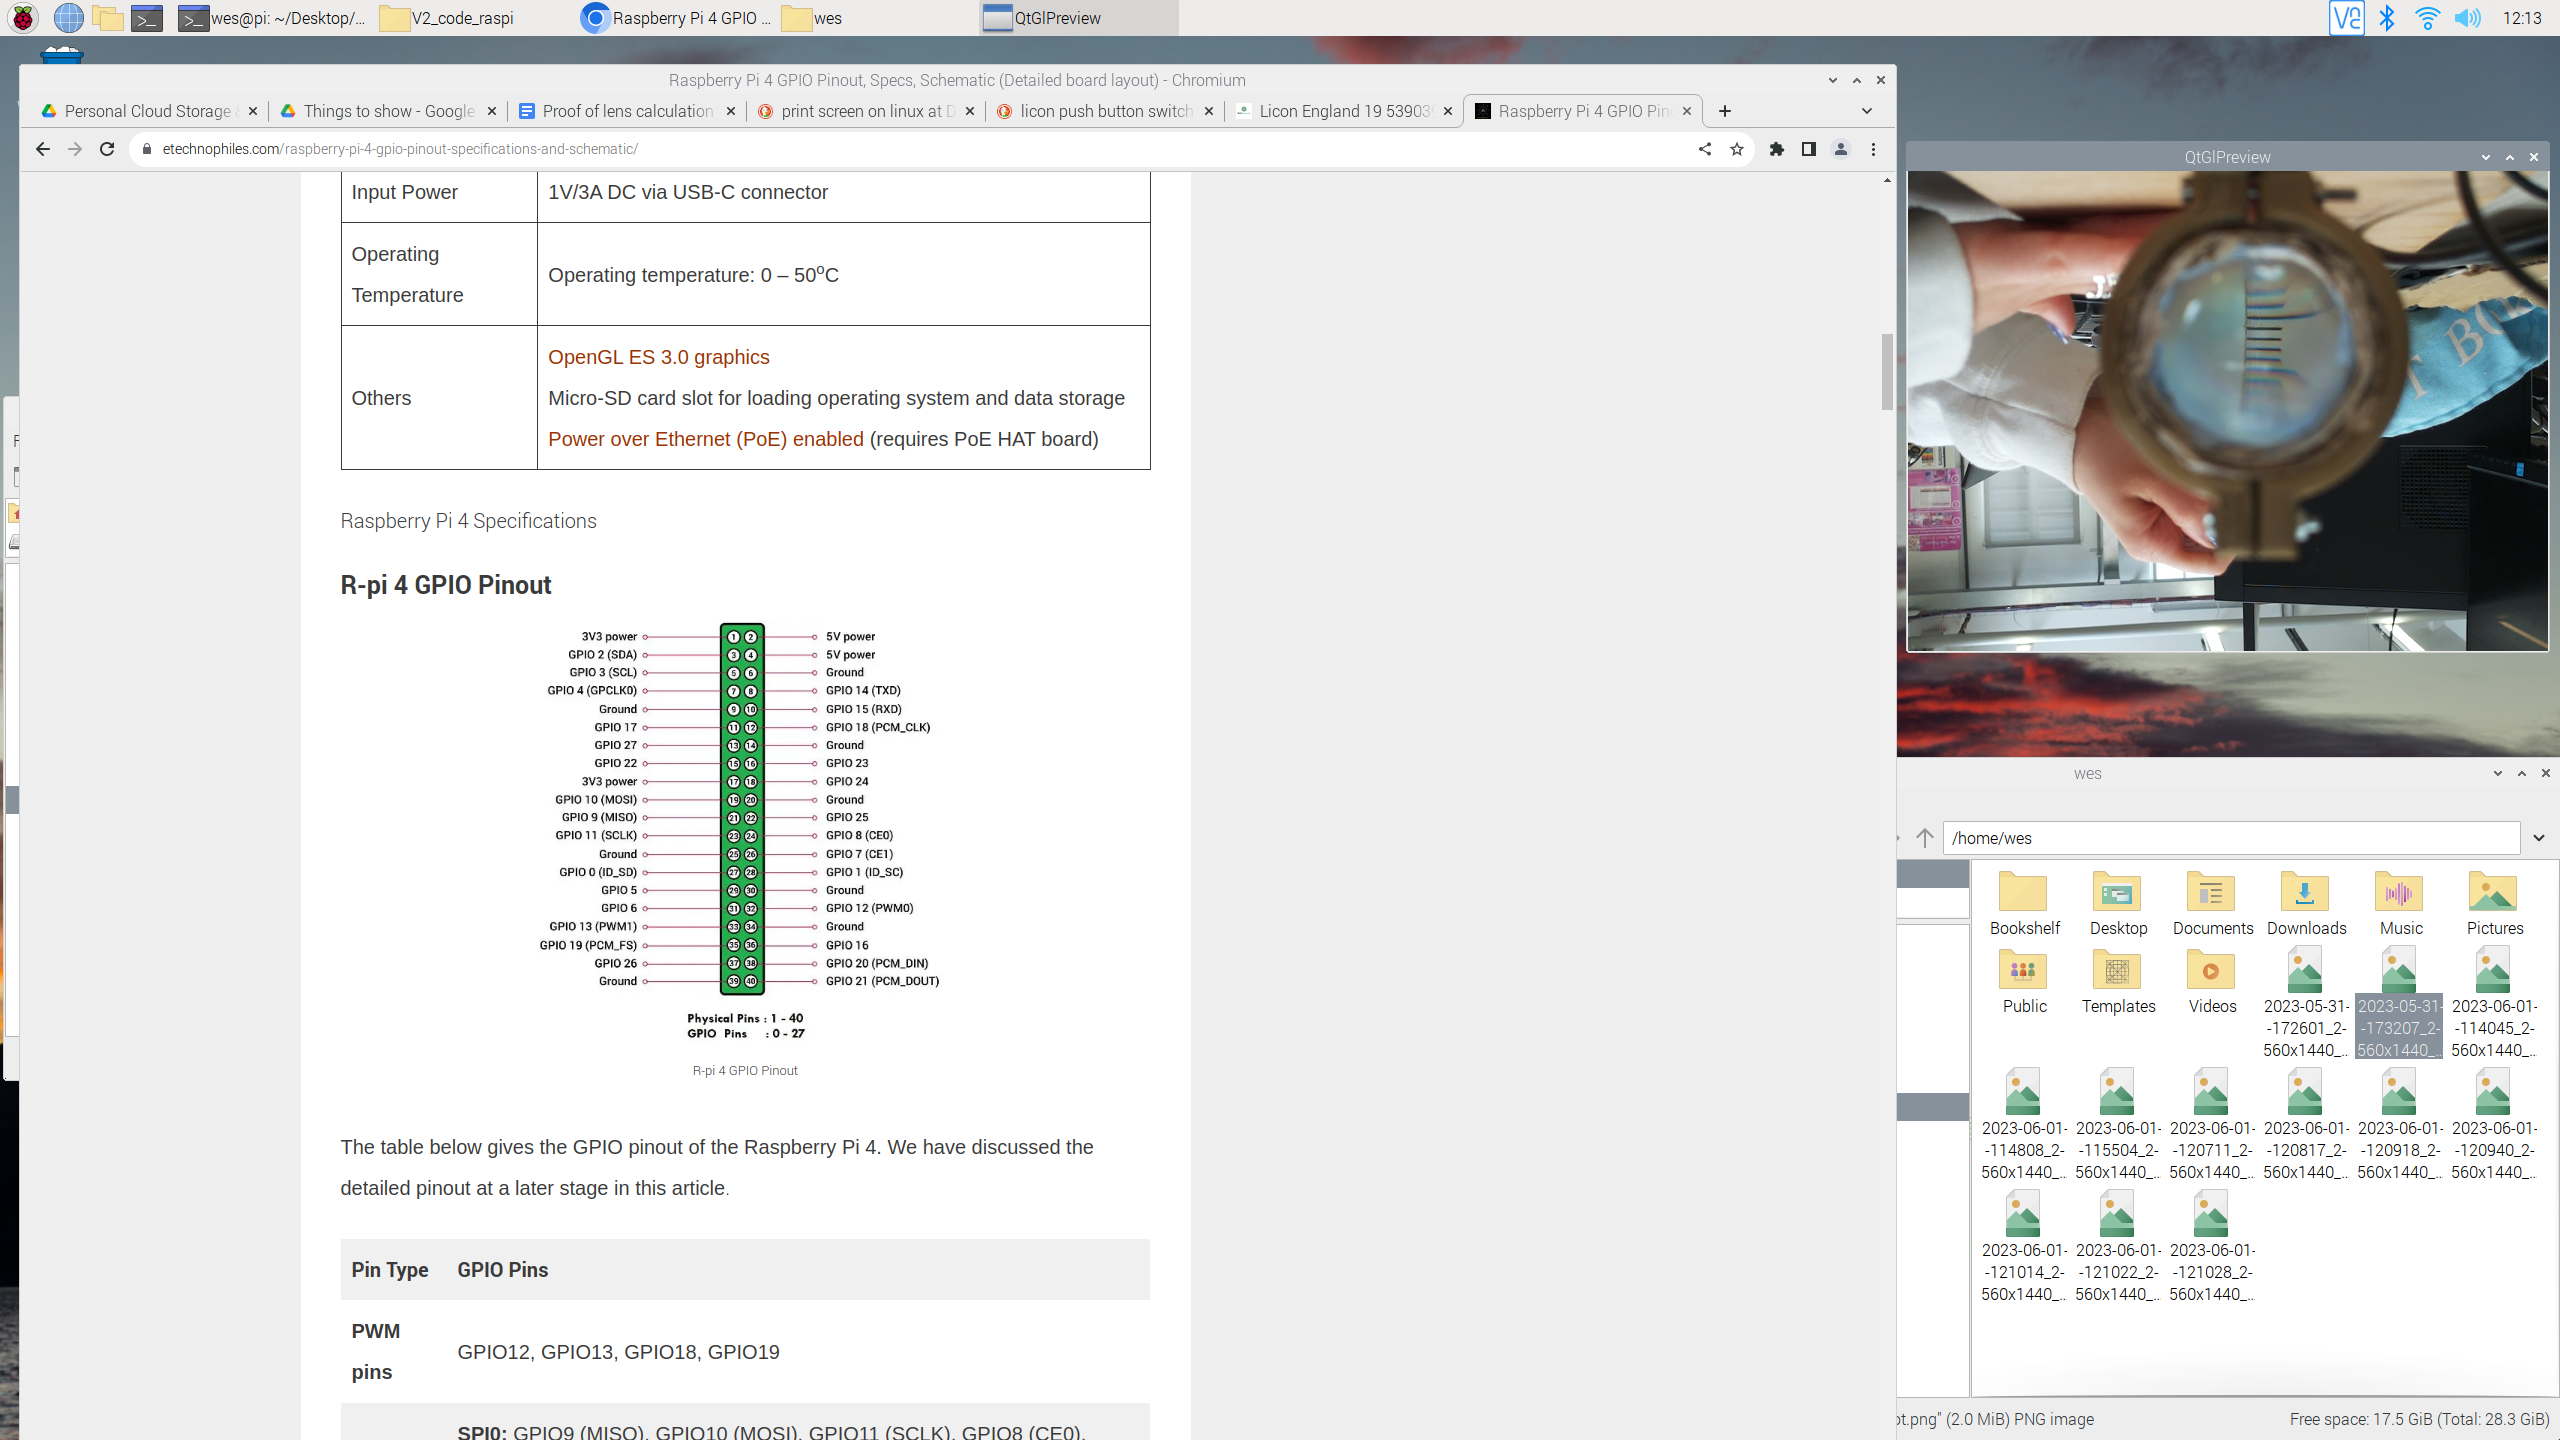 wes@pi: ~/Desktop/...
V2_code_raspi
Raspberry Pi 4 GPIO ...
wes
QtGlPreview
12:13
Raspberry Pi 4 GPIO Pinout, Specs, Schematic (Detailed board layout) - Chromium
Personal Cloud Storage
Things to show - Google
Proof of lens calculation
print screen on linux at D
licon push button switch
Licon England 19 53903
Raspberry Pi 4 GPIO Pin
etechnophiles.com/raspberry-pi-4-gpio-pinout-specifications-and-schematic/
Input Power
1V/3A DC via USB-C connector
Operating
Temperature
Operating temperature: 0 – 50ºC
Others
OpenGL ES 3.0 graphics
Micro-SD card slot for loading operating system and data storage
Power over Ethernet (PoE) enabled (requires PoE HAT board)
Raspberry Pi 4 Specifications
R-pi 4 GPIO Pinout
3V3 power 1 2 5V power
GPIO 2 (SDA) 3 4 5V power
GPIO 3 (SCL) 5 6 Ground
GPIO 4 (GPCLK0) 7 8 GPIO 14 (TXD)
Ground 9 10 GPIO 15 (RXD)
GPIO 17 11 12 GPIO 18 (PCM_CLK)
GPIO 27 13 14 Ground
GPIO 22 15 16 GPIO 23
3V3 power 17 18 GPIO 24
GPIO 10 (MOSI) 19 20 Ground
GPIO 9 (MISO) 21 22 GPIO 25
GPIO 11 (SCLK) 23 24 GPIO 8 (CE0)
Ground 25 26 GPIO 7 (CE1)
GPIO 0 (ID_SD) 27 28 GPIO 1 (ID_SC)
GPIO 5 29 30 Ground
GPIO 6 31 32 GPIO 12 (PWM0)
GPIO 13 (PWM1) 33 34 Ground
GPIO 19 (PCM_FS) 35 36 GPIO 16
GPIO 26 37 38 GPIO 20 (PCM_DIN)
Ground 39 40 GPIO 21 (PCM_DOUT)
Physical Pins : 1 - 40
GPIO Pins : 0 - 27
R-pi 4 GPIO Pinout
The table below gives the GPIO pinout of the Raspberry Pi 4. We have discussed the
detailed pinout at a later stage in this article.
Pin Type GPIO Pins
PWM
pins
GPIO12, GPIO13, GPIO18, GPIO19
SPI0: GPIO9 (MISO), GPIO10 (MOSI), GPIO11 (SCLK), GPIO8 (CE0),
QtGlPreview
wes
/home/wes
Bookshelf Desktop Documents Downloads Music Pictures
Public Templates Videos
2023-05-31-
-172601_2-
560x1440_...
2023-05-31-
-173207_2-
560x1440_...
2023-06-01-
-114045_2-
560x1440_...
2023-06-01-
-114808_2-
560x1440_...
2023-06-01-
-115504_2-
560x1440_...
2023-06-01-
-120711_2-
560x1440_...
2023-06-01-
-120817_2-
560x1440_...
2023-06-01-
-120918_2-
560x1440_...
2023-06-01-
-120940_2-
560x1440_...
2023-06-01-
-121014_2-
560x1440_...
2023-06-01-
-121022_2-
560x1440_...
2023-06-01-
-121028_2-
560x1440_...
ot.png" (2.0 MiB) PNG image
Free space: 17.5 GiB (Total: 28.3 GiB)